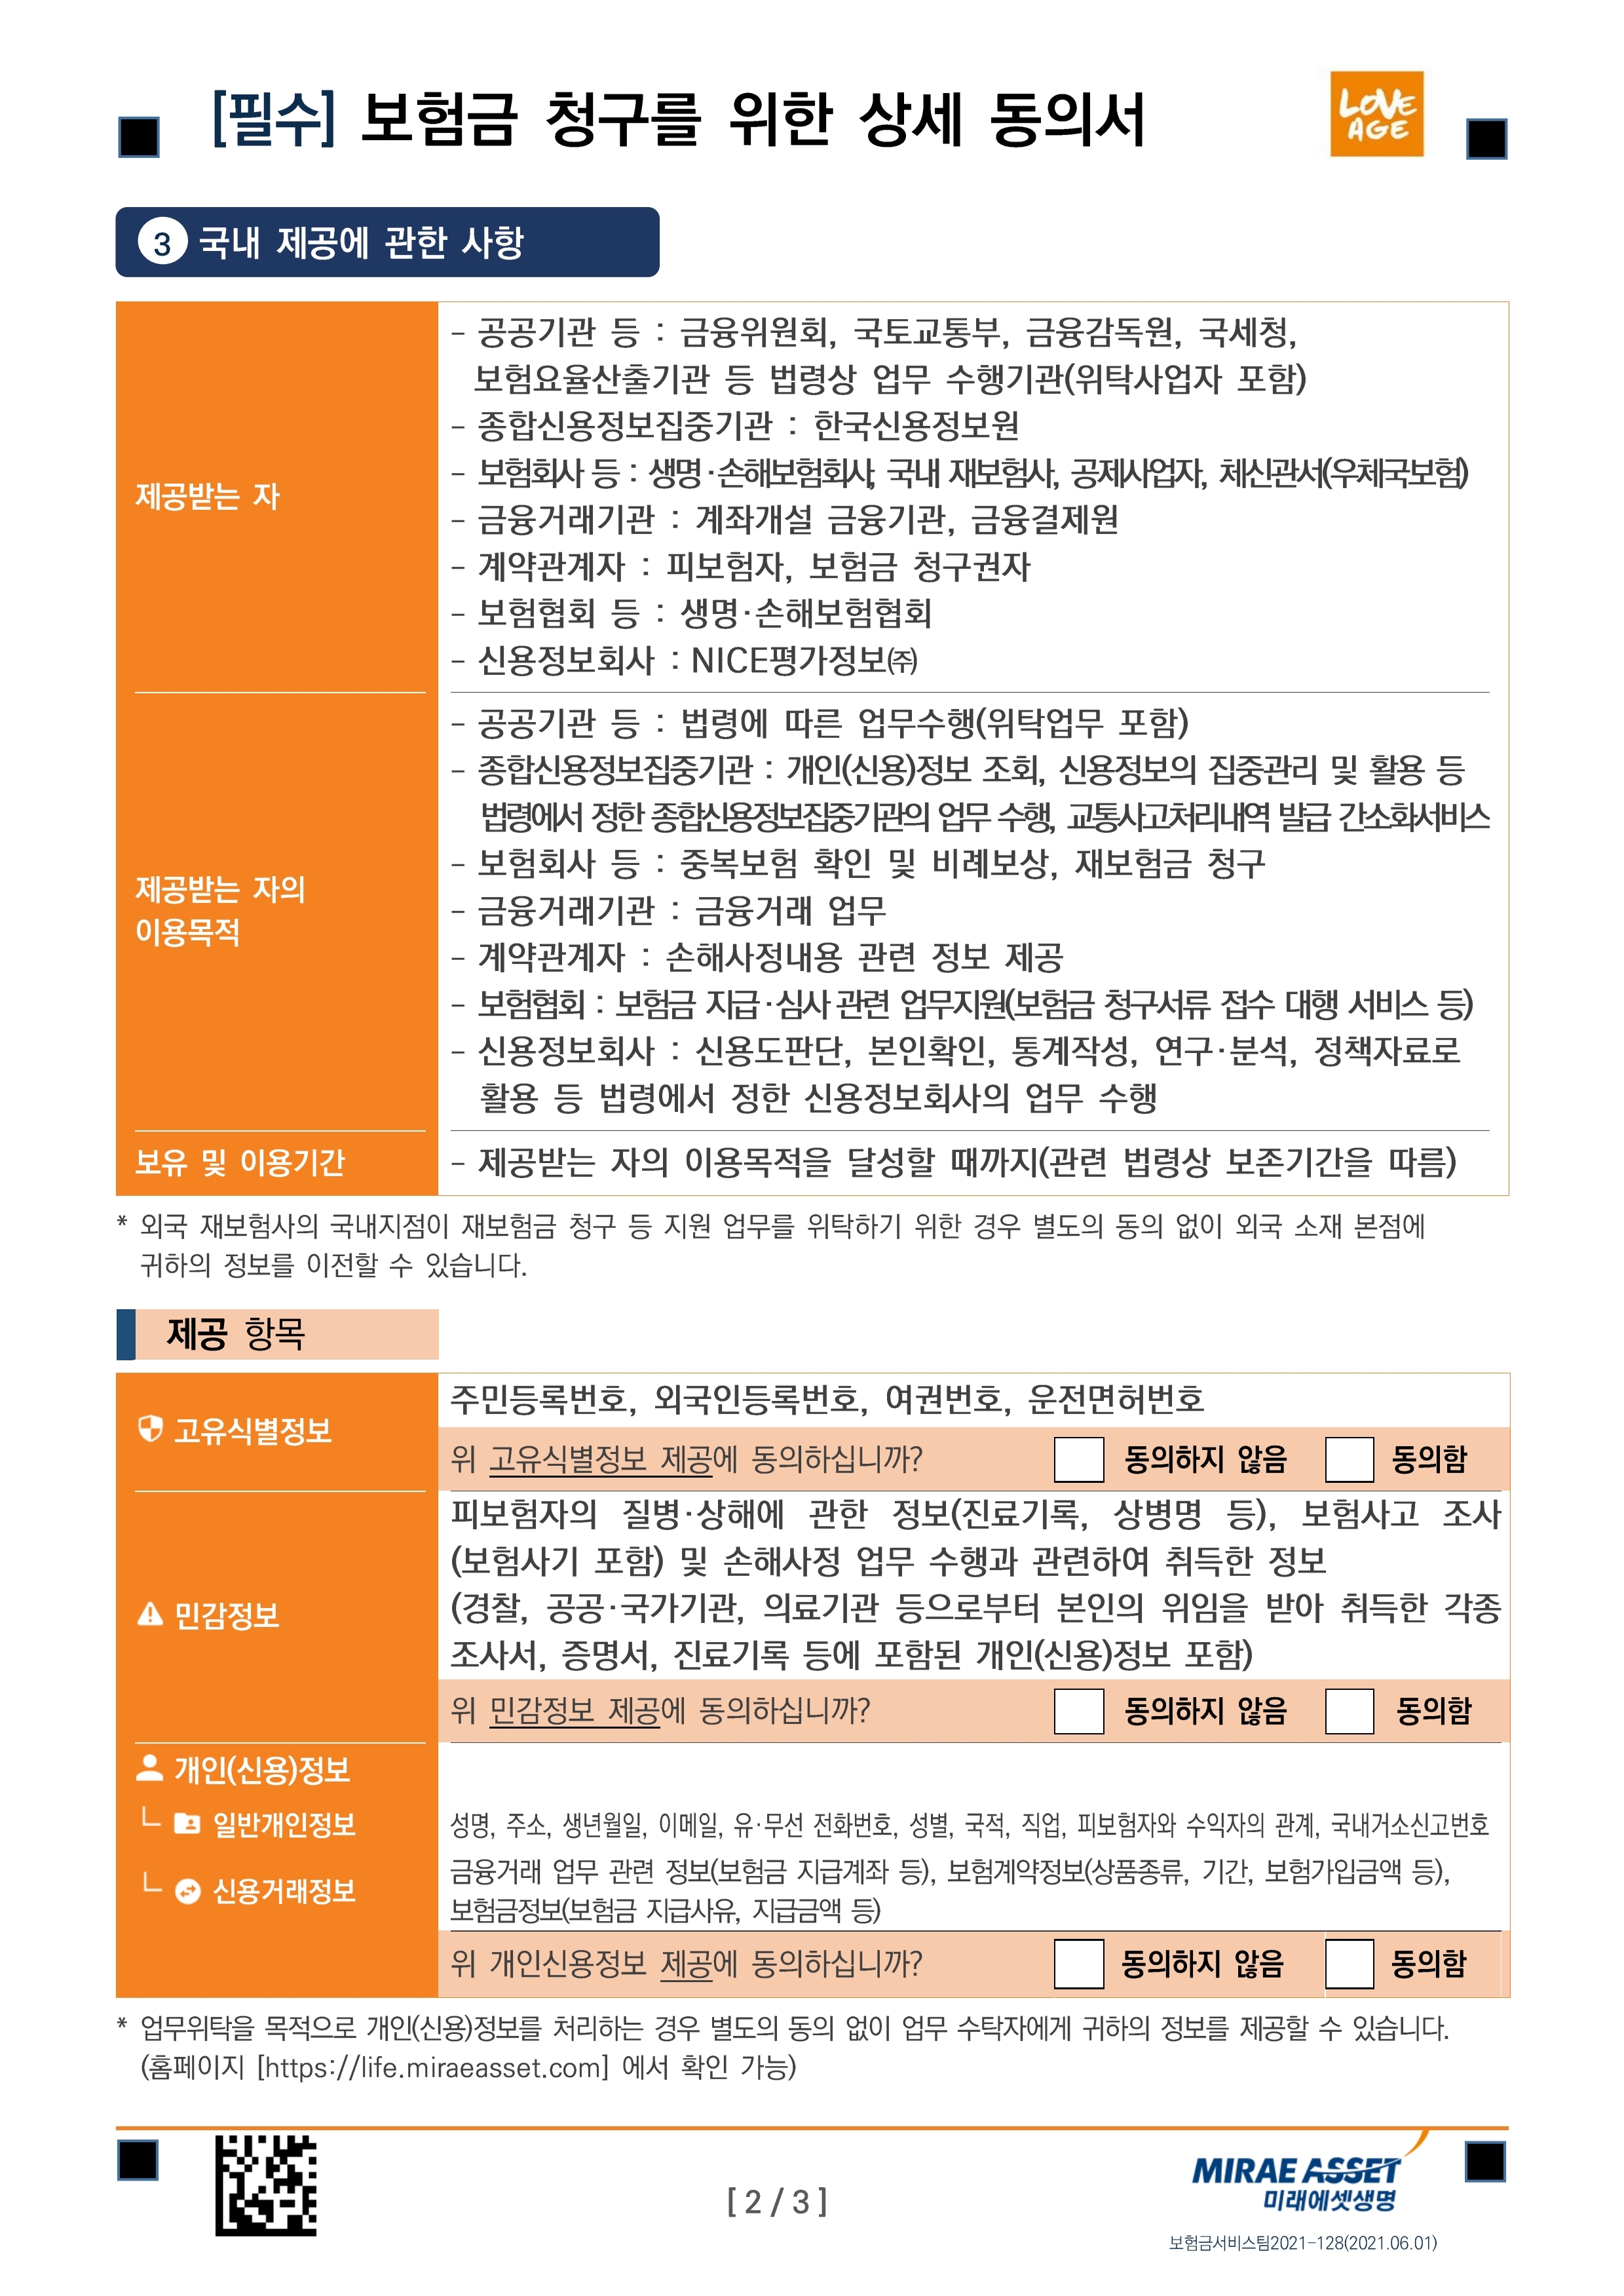 [필수] 보험금 청구를 위한 상세 동의서
LOVE
AGE
3 국내 제공에 관한 사항
제공받는 자
- 공공기관 등 : 금융위원회, 국토교통부, 금융감독원, 국세청,
보험요율산출기관 등 법령상 업무 수행기관(위탁사업자 포함)
- 종합신용정보집중기관 : 한국신용정보원
- 보험회사 등 : 생명·손해보험회사, 국내 재보험사, 공제사업자, 체신관서(우체국보험)
- 금융거래기관 : 계좌개설 금융기관, 금융결제원
- 계약관계자 : 피보험자, 보험금 청구권자
- 보험협회 등 : 생명·손해보험협회
- 신용정보회사 : NICE평가정보㈜
제공받는 자의
이용목적
- 공공기관 등 : 법령에 따른 업무수행(위탁업무 포함)
- 종합신용정보집중기관 : 개인(신용)정보 조회, 신용정보의 집중관리 및 활용 등
법령에서 정한 종합신용정보집중기관의 업무 수행, 교통사고처리내역 발급 간소화서비스
- 보험회사 등 : 중복보험 확인 및 비례보상, 재보험금 청구
- 금융거래기관 : 금융거래 업무
- 계약관계자 : 손해사정내용 관련 정보 제공
- 보험협회 : 보험금 지급·심사 관련 업무지원(보험금 청구서류 접수 대행 서비스 등)
- 신용정보회사 : 신용도판단, 본인확인, 통계작성, 연구·분석, 정책자료로
활용 등 법령에서 정한 신용정보회사의 업무 수행
보유 및 이용기간
- 제공받는 자의 이용목적을 달성할 때까지(관련 법령상 보존기간을 따름)
* 외국 재보험사의 국내지점이 재보험금 청구 등 지원 업무를 위탁하기 위한 경우 별도의 동의 없이 외국 소재 본점에
귀하의 정보를 이전할 수 있습니다.
제공 항목
고유식별정보
주민등록번호, 외국인등록번호, 여권번호, 운전면허번호
위 고유식별정보 제공에 동의하십니까? 동의하지 않음 동의함
민감정보
피보험자의 질병·상해에 관한 정보(진료기록, 상병명 등), 보험사고 조사
(보험사기 포함) 및 손해사정 업무 수행과 관련하여 취득한 정보
(경찰, 공공·국가기관, 의료기관 등으로부터 본인의 위임을 받아 취득한 각종
조사서, 증명서, 진료기록 등에 포함된 개인(신용)정보 포함)
위 민감정보 제공에 동의하십니까? 동의하지 않음 동의함
개인(신용)정보
└ 일반개인정보
성명, 주소, 생년월일, 이메일, 유·무선 전화번호, 성별, 국적, 직업, 피보험자와 수익자의 관계, 국내거소신고번호
└ 신용거래정보
금융거래 업무 관련 정보(보험금 지급계좌 등), 보험계약정보(상품종류, 기간, 보험가입금액 등),
보험금정보(보험금 지급사유, 지급금액 등)
위 개인신용정보 제공에 동의하십니까? 동의하지 않음 동의함
* 업무위탁을 목적으로 개인(신용)정보를 처리하는 경우 별도의 동의 없이 업무 수탁자에게 귀하의 정보를 제공할 수 있습니다.
(홈페이지 [https://life.miraeasset.com] 에서 확인 가능)
[ 2 / 3 ]
MIRAE ASSET
미래에셋생명
보험금서비스팀2021-128(2021.06.01)